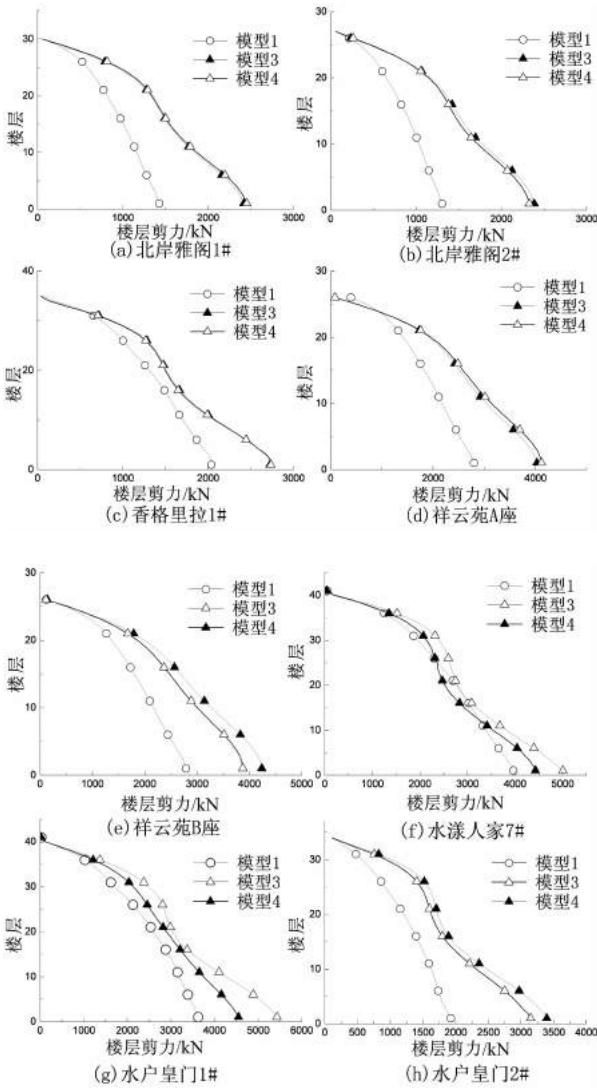 模型1 模型1
模型3 模型3
模型4 模型4
楼层 楼层
30 30
20 20
10 10
0 0
0 1000 2000 3000 0 1000 2000 3000
楼层剪力/kN 楼层剪力/kN
(a)北岸雅阁1# (b)北岸雅阁2#
模型1 模型1
模型3 模型3
模型4 模型4
楼层 楼层
40 30
20 20
10
0 0
0 1000 2000 3000 0 2000 4000
楼层剪力/kN 楼层剪力/kN
(c)香格里拉1# (d)祥云苑A座
模型1 模型1
模型3 模型3
模型4 模型4
楼层 楼层
30 50
20 40
10 30
0 20
10
0
0 1000 2000 3000 4000 5000 0 1000 2000 3000 4000 5000 6000
楼层剪力/kN 楼层剪力/kN
(e)祥云苑B座 (f)水漾人家7#
模型1 模型1
模型3 模型3
模型4 模型4
楼层 楼层
50 40
40 30
30 20
20 10
10 0
0
0 1000 2000 3000 4000 5000 6000 0 500 1000 1500 2000 2500 3000 3500 4000
楼层剪力/kN 楼层剪力/kN
(g)水户皇门1# (h)水户皇门2#